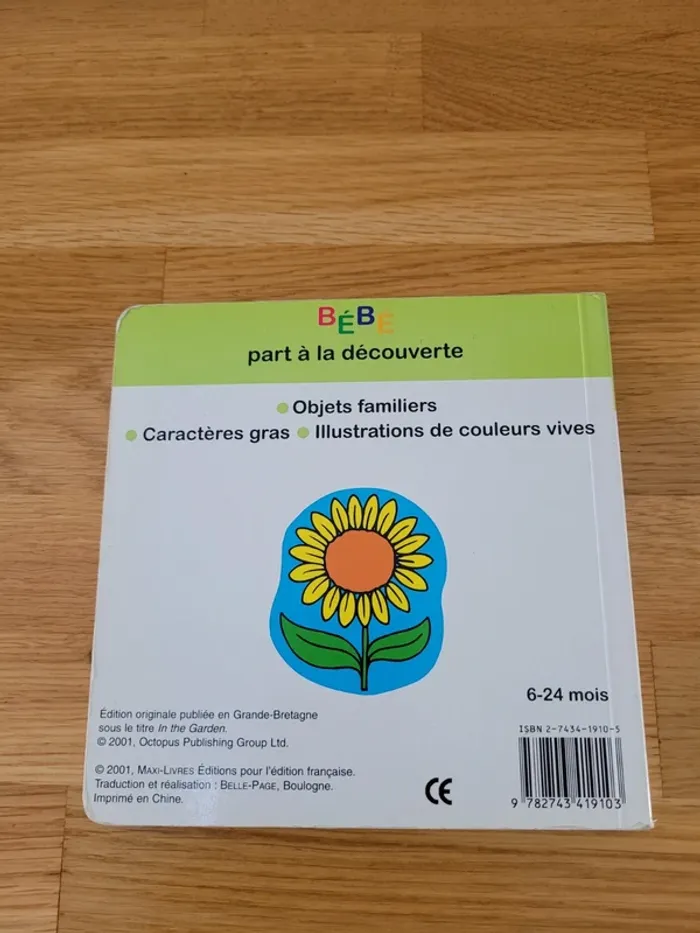 BÉBÉ
part à la découverte
Objets familiers
Caractères gras Illustrations de couleurs vives
6-24 mois
Édition originale publiée en Grande-Bretagne
sous le titre In the Garden.
© 2001, Octopus Publishing Group Ltd.
© 2001, MAXI-LIVRES Éditions pour l'édition française.
Traduction et réalisation : BELLE-PAGE, Boulogne.
Imprimé en Chine.
CE
ISBN 2-7434-1910-5
9 782743 419103